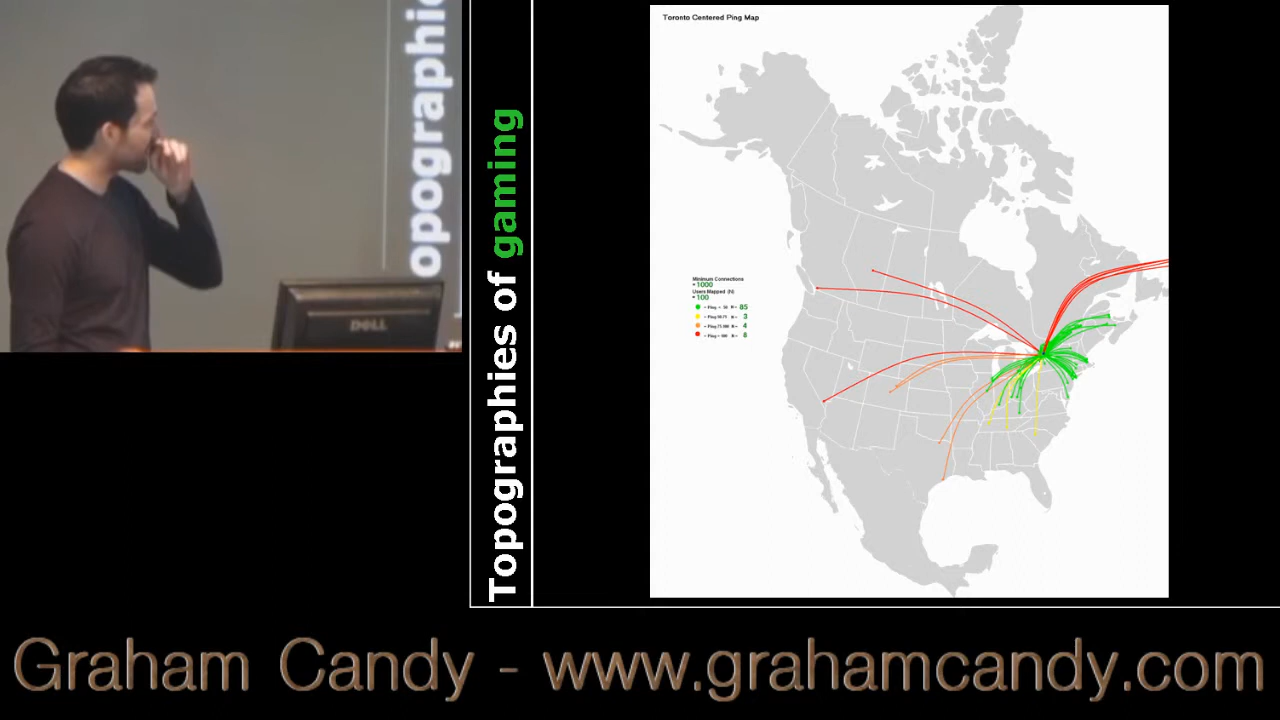 opographic
DELL
Topographies of gaming
Toronto Centered Ping Map
Minimum Connections
= 1000
Users Mapped (N)
= 100
85
3
4
8
Graham Candy - www.grahamcandy.com